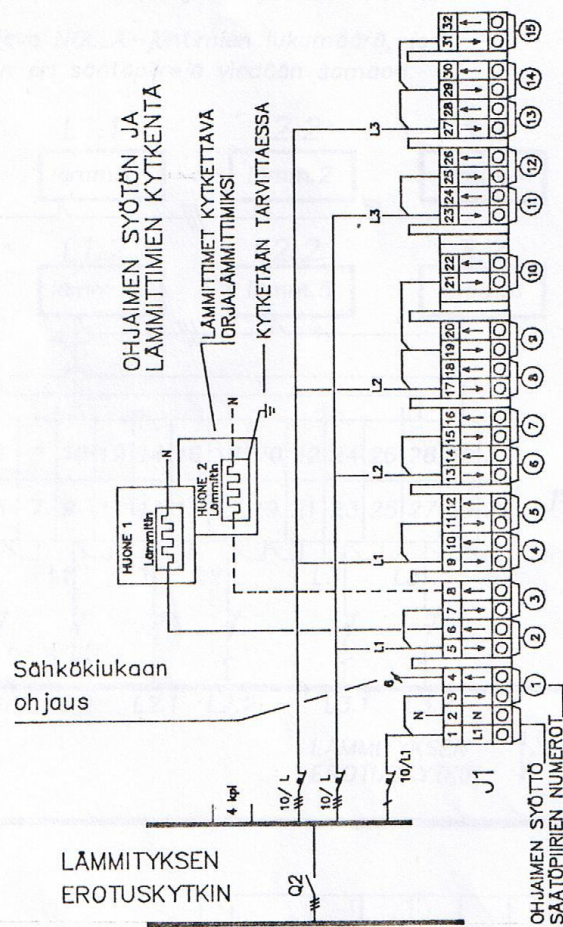 OHJAIMEN SYÖTÖN JA
LÄMMITTIMIEN KYTKENTÄ
LÄMMITTIMET KYTKETTÄVÄ
ORJALÄMMITTIMIKSI
KYTKETÄÄN TARVITTAESSA
HUONE 1
Lämmitin
HUONE 2
Lämmitin
N
N
Sähkökiukaan
ohjaus
6
4 kpl
10/ L
10/ L
10/L1
N
LÄMMITYKSEN
EROTUSKYTKIN
Q2
J1
L1
L1
L2
L2
L3
L3
1 2 3 4 5 6 7 8 9 10 11 12 13 14 15 16 17 18 19 20 21 22 23 24 25 26 27 28 29 30 31 32
L1 N
1 2 3 4 5 6 7 8 9 10 11 12 13 14 15
OHJAIMEN SYÖTTÖ
SÄÄTÖPIIRIEN NUMEROT